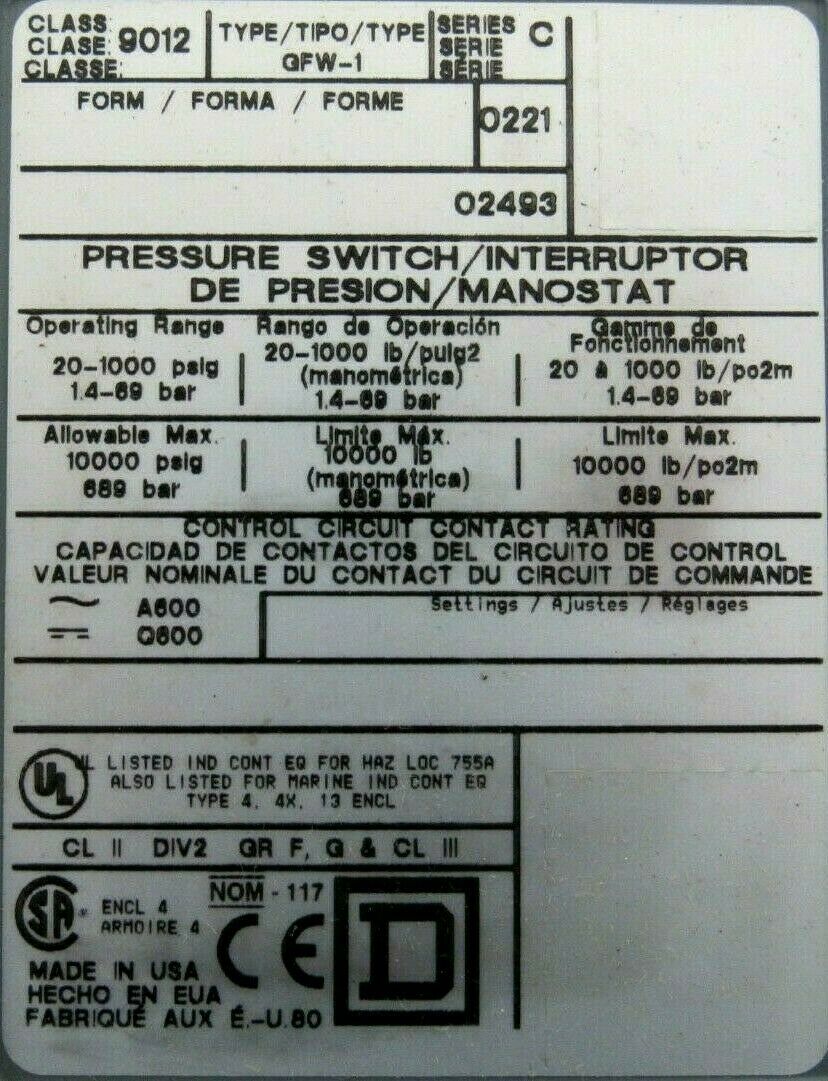 CLASS
CLASE 9012
CLASSE:
TYPE/TIPO/TYPE
GFW-1
SERIES C
SERIE
SÉRIE
FORM / FORMA / FORME
0221
02493
PRESSURE SWITCH/INTERRUPTOR
DE PRESION/MANOSTAT
Operating Range
20-1000 psig
1.4-69 bar
Rango de Operación
20-1000 lb/pulg2
(manométrica)
1.4-69 bar
Gamme de
Fonctionnement
20 à 1000 lb/po2m
1.4-69 bar
Allowable Max.
10000 psig
689 bar
Limite Máx.
10000 lb
(manométrica)
689 bar
Limite Max.
10000 lb/po2m
689 bar
CONTROL CIRCUIT CONTACT RATING
CAPACIDAD DE CONTACTOS DEL CIRCUITO DE CONTROL
VALEUR NOMINALE DU CONTACT DU CIRCUIT DE COMMANDE
A600
Q600
Settings / Ajustes / Réglages
UL
UL LISTED IND CONT EQ FOR HAZ LOC 755A
ALSO LISTED FOR MARINE IND CONT EQ
TYPE 4, 4X, 13 ENCL
CL II DIV2 GR F, G & CL III
SA
ENCL 4
ARMOIRE 4
NOM - 117
CE
D
MADE IN USA
HECHO EN EUA
FABRIQUÉ AUX É.-U.80